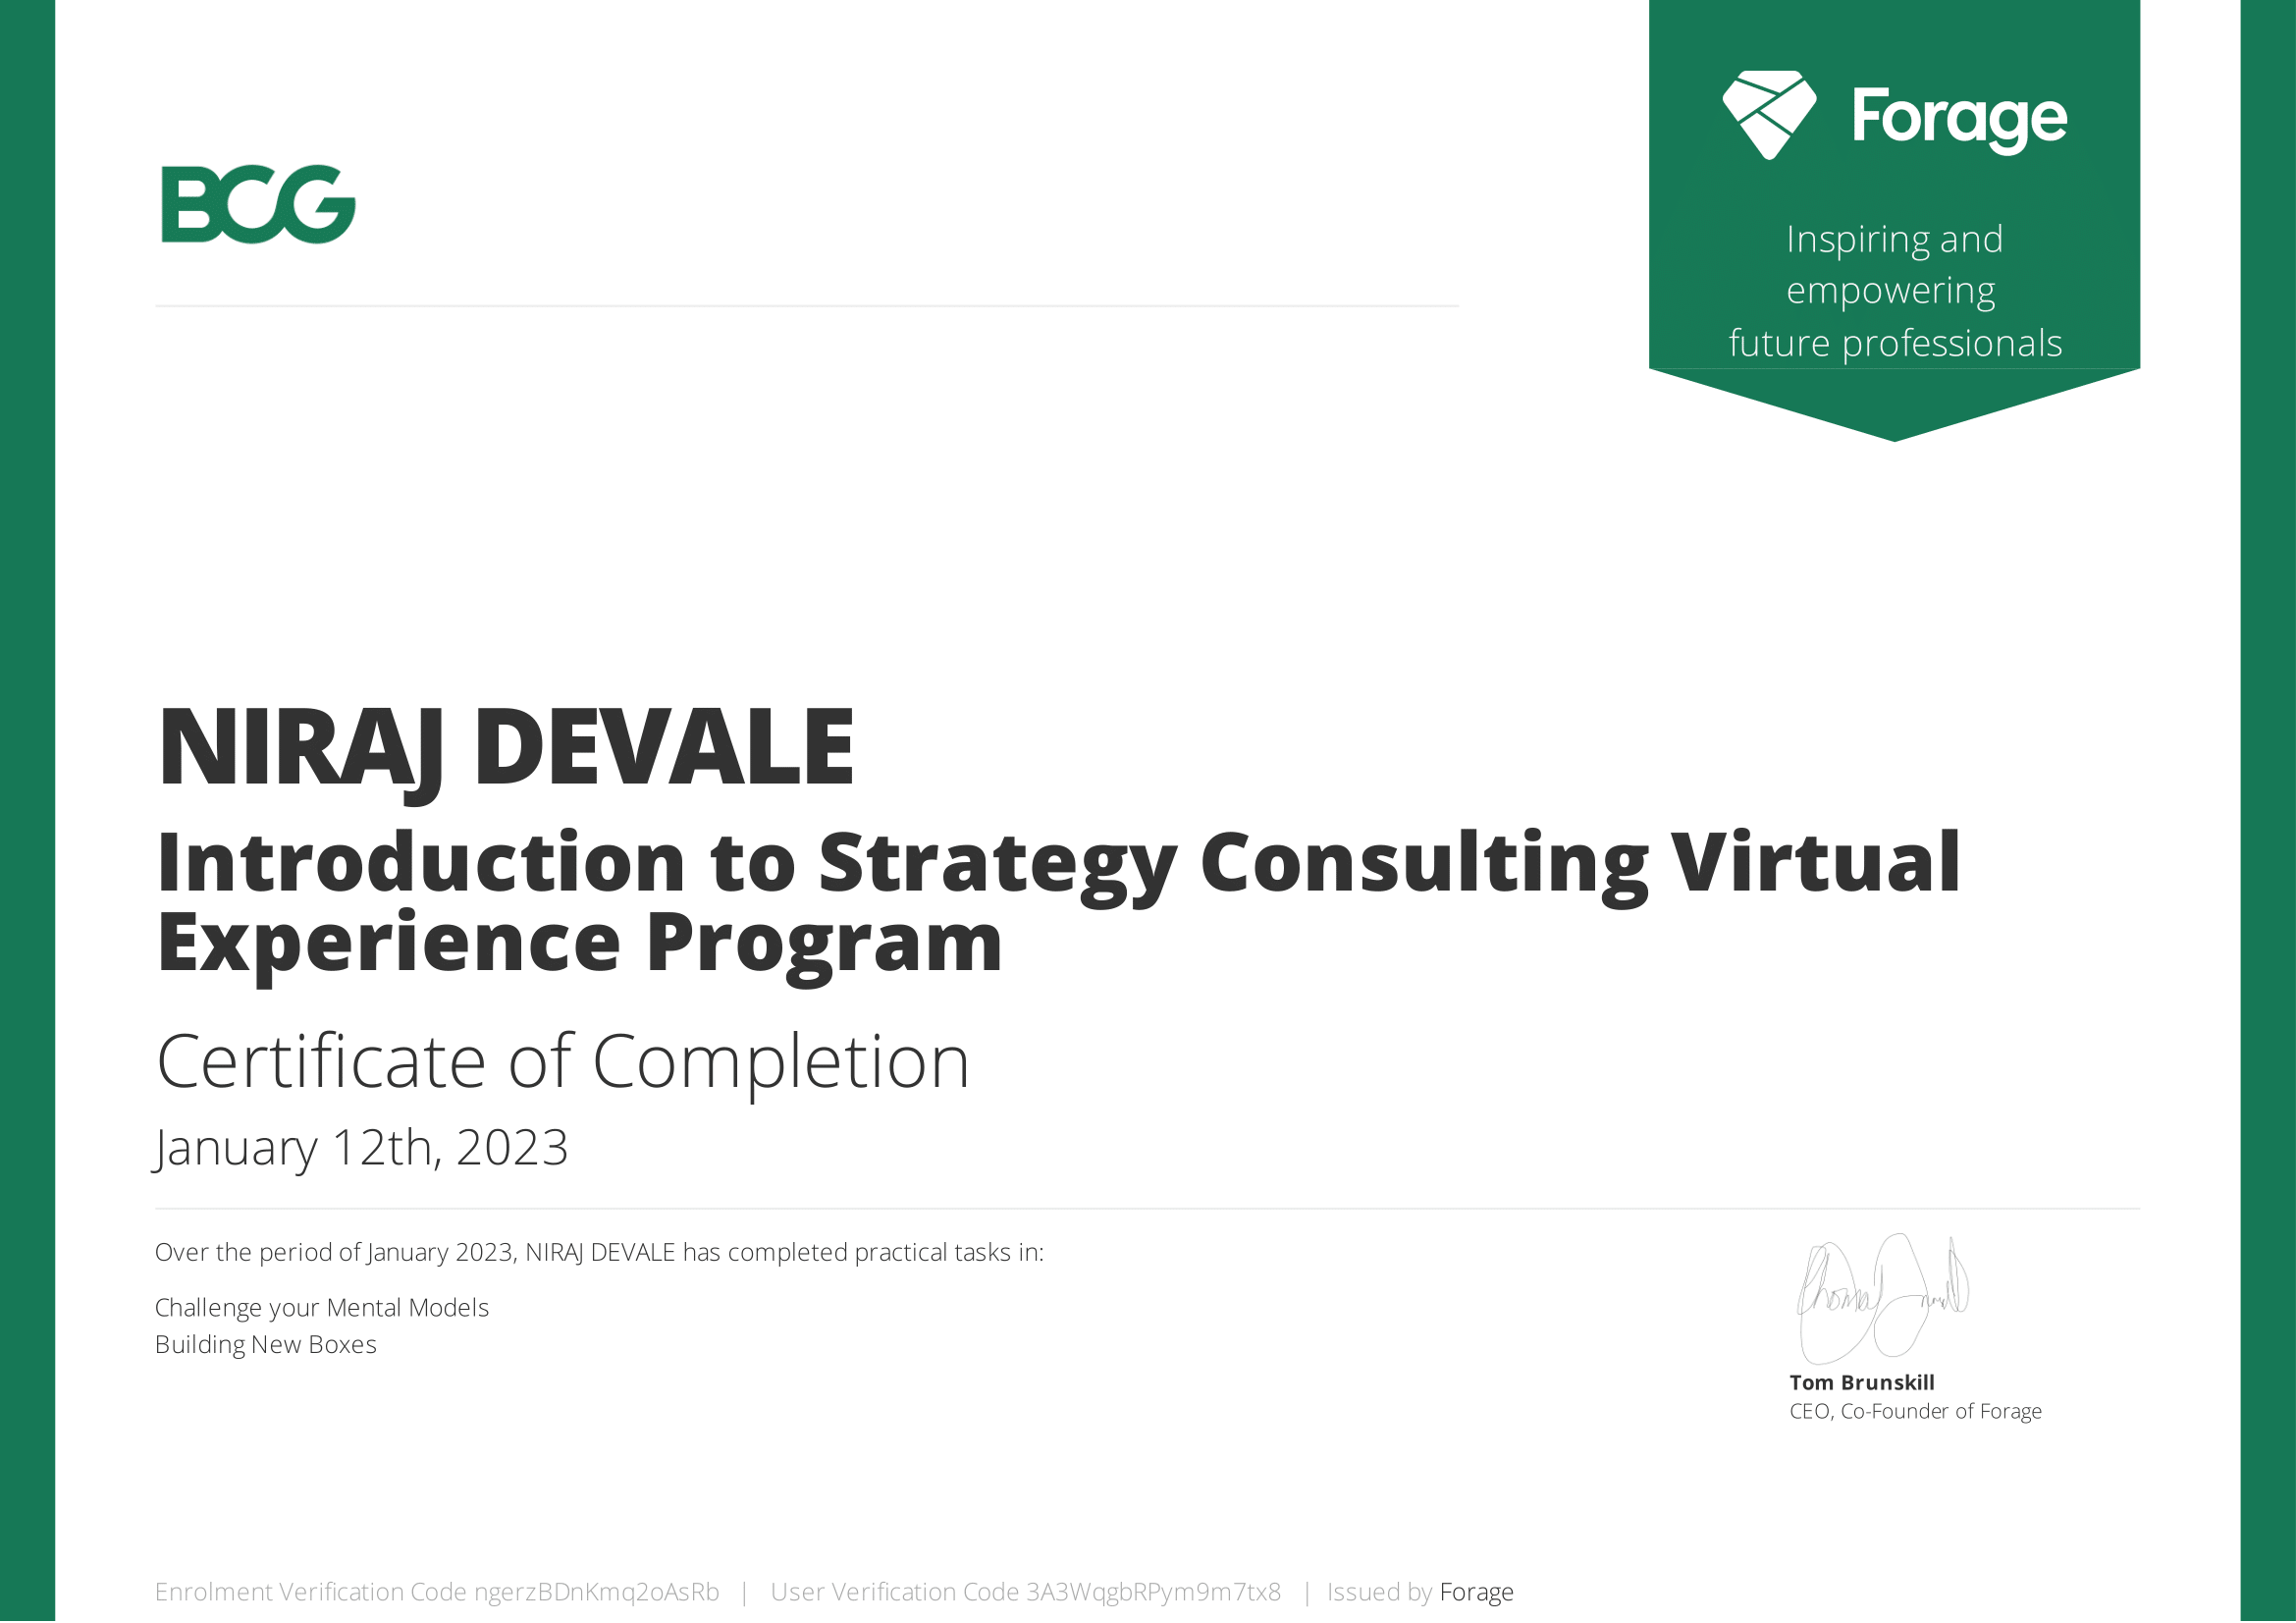 BCG
Forage
Inspiring and
empowering
future professionals
NIRAJ DEVALE
Introduction to Strategy Consulting Virtual
Experience Program
Certificate of Completion
January 12th, 2023
Over the period of January 2023, NIRAJ DEVALE has completed practical tasks in:
Challenge your Mental Models
Building New Boxes
Tom Brunskill
CEO, Co-Founder of Forage
Enrolment Verification Code ngerzBDnKmq2oAsRb | User Verification Code 3A3WqgbRPym9m7tx8 | Issued by Forage